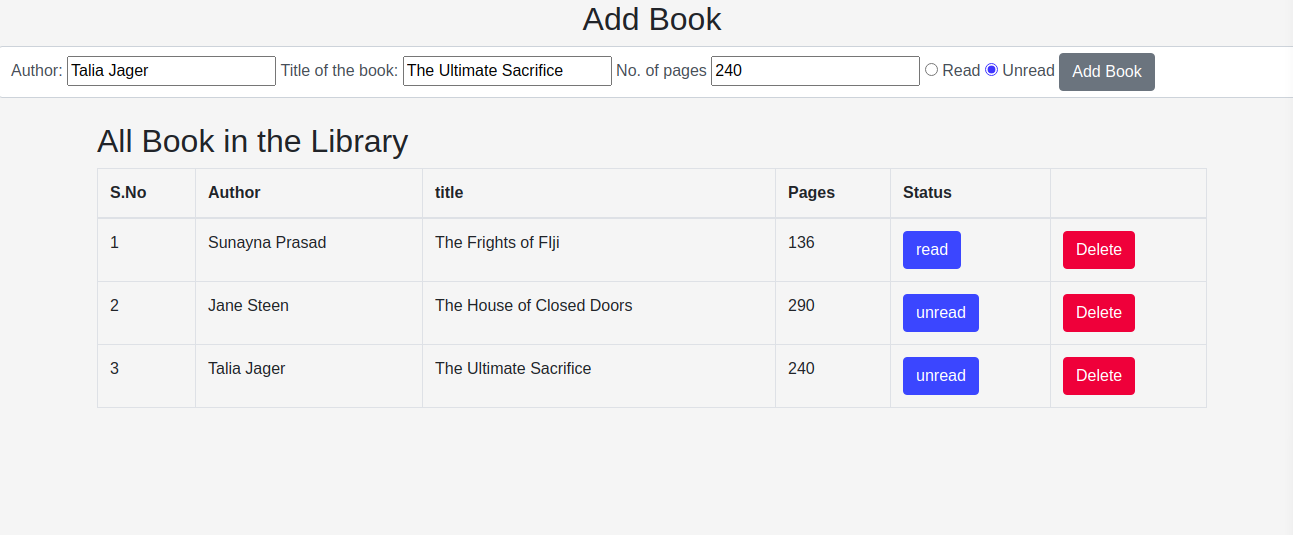 Add Book
Author: Talia Jager Title of the book: The Ultimate Sacrifice No. of pages 240 Read Unread Add Book
All Book in the Library
S.No Author title Pages Status
1 Sunayna Prasad The Frights of FIji 136 read Delete
2 Jane Steen The House of Closed Doors 290 unread Delete
3 Talia Jager The Ultimate Sacrifice 240 unread Delete